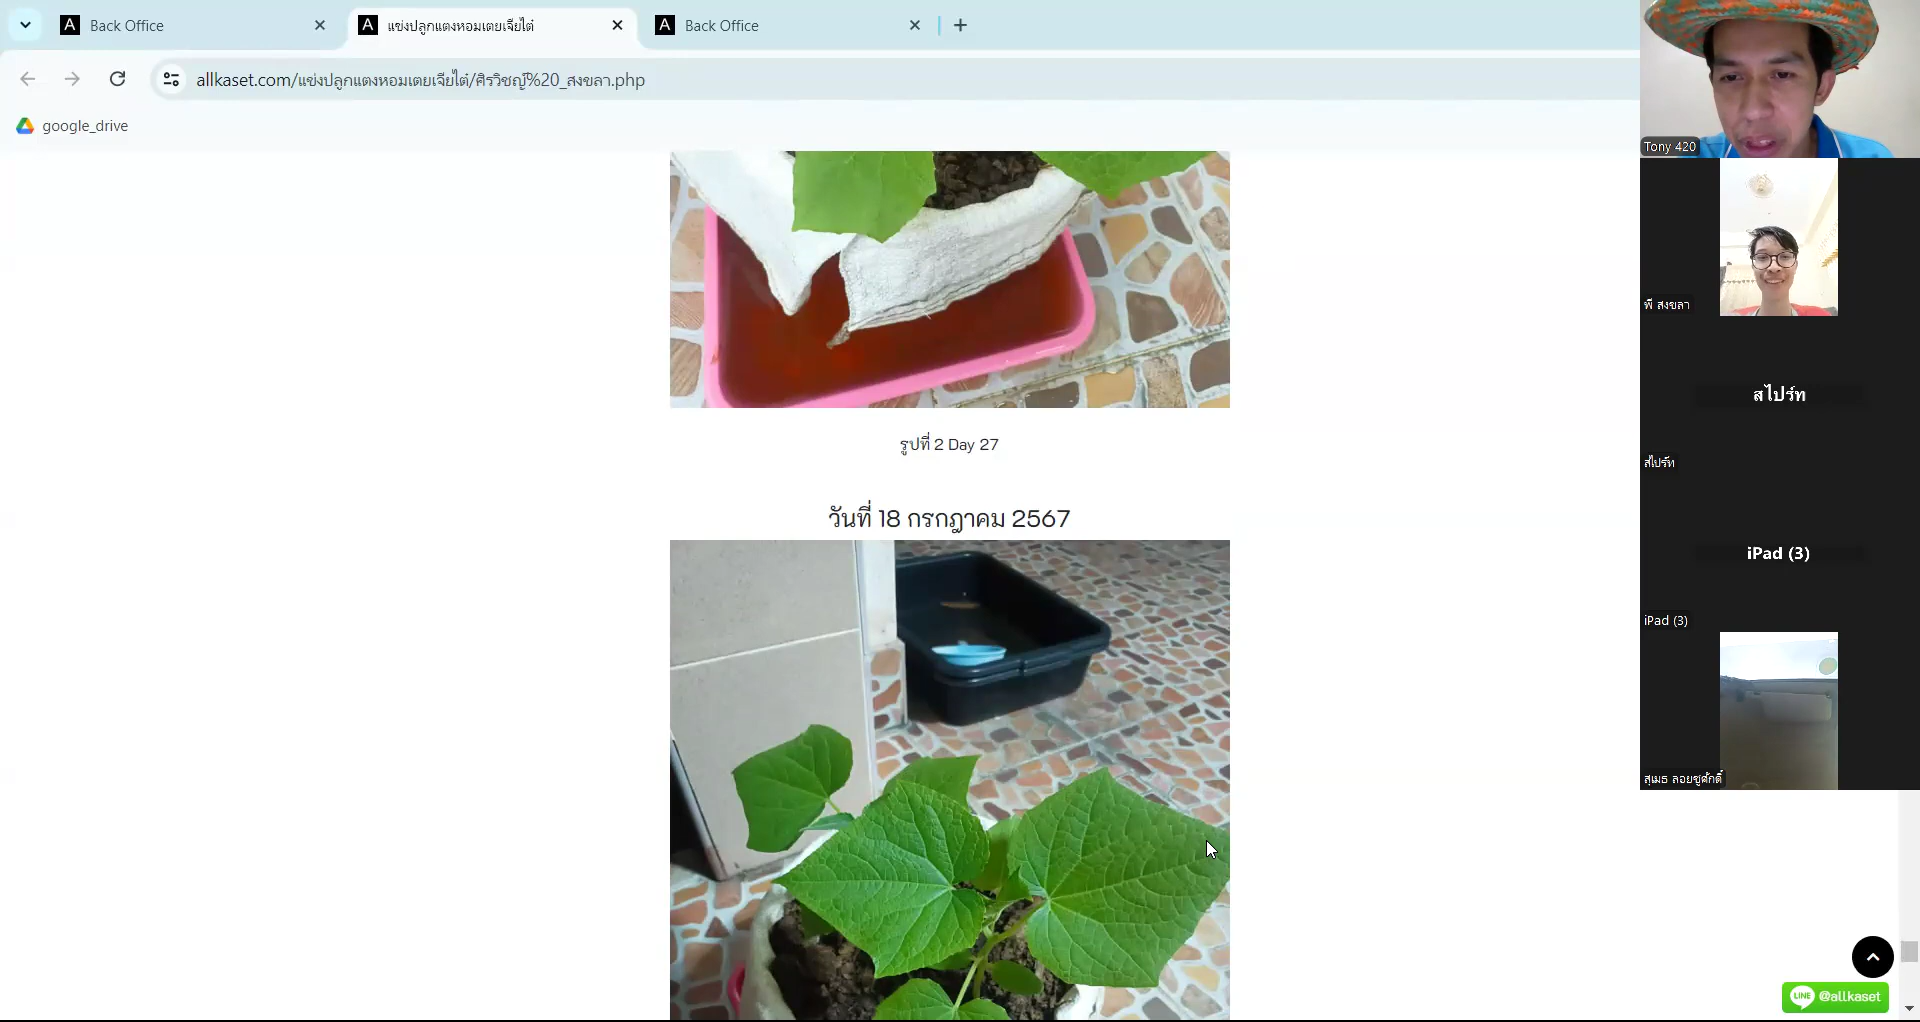 Back Office
แข่งปลูกแตงหอมเตยเจียไต๋
Back Office
allkaset.com/แข่งปลูกแตงหอมเตยเจียไต๋/ศิรวิชญ์%20_สงขลา.php
google_drive
รูปที่ 2 Day 27
วันที่ 18 กรกฎาคม 2567
Tony 420
พี สงขลา
สไปร์ท
สไปร์ท
iPad (3)
iPad (3)
สุเมธ ลอยชูศักดิ์
LINE @allkaset